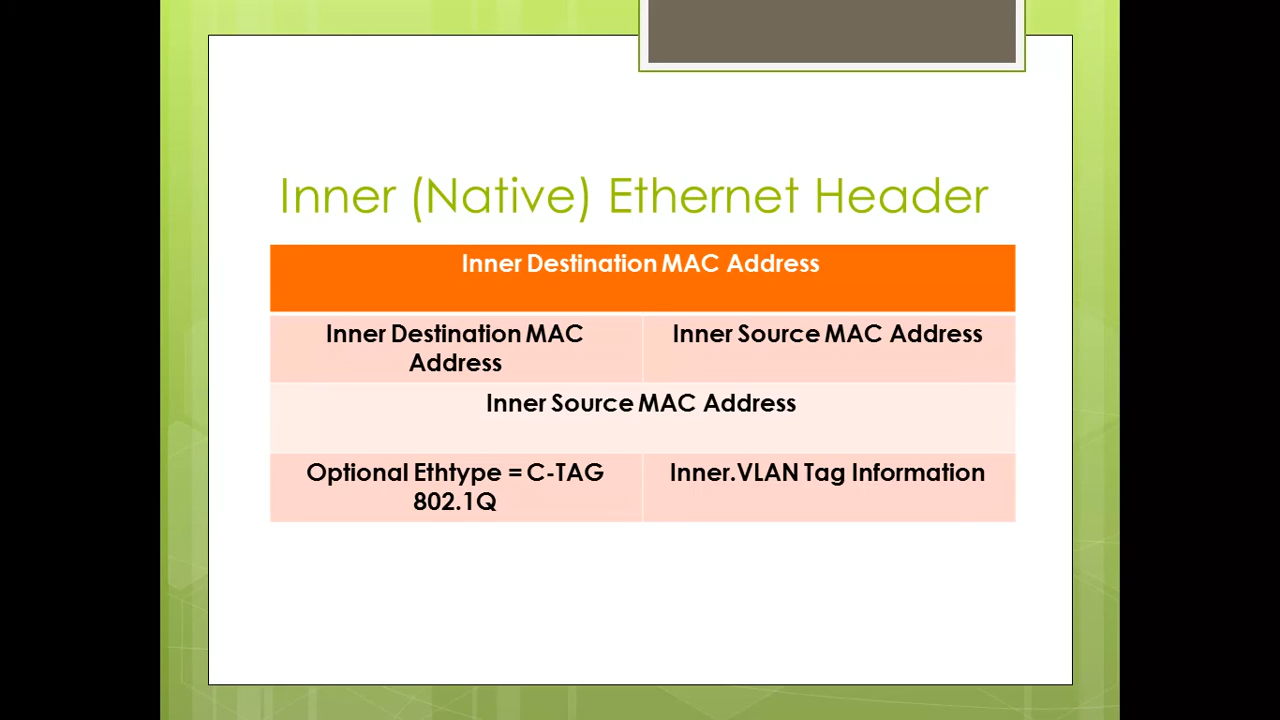 Inner (Native) Ethernet Header
Inner Destination MAC Address
Inner Destination MAC
Address
Inner Source MAC Address
Inner Source MAC Address
Optional Ethtype = C-TAG
802.1Q
Inner.VLAN Tag Information